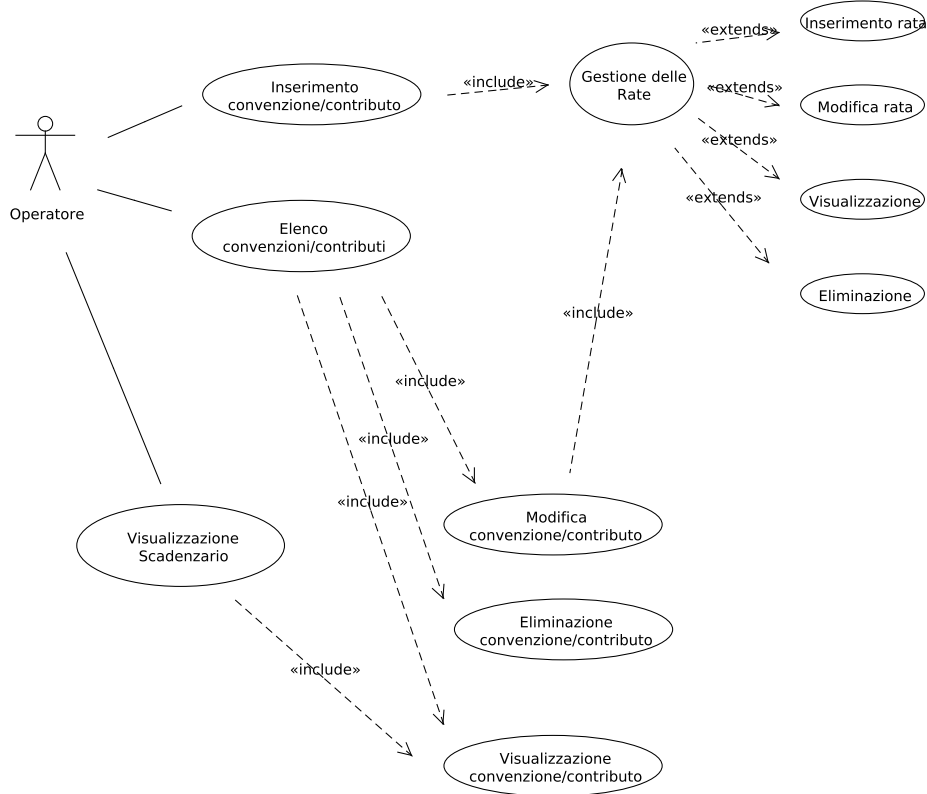 «extends»
Inserimento rata
Inserimento
convenzione/contributo
«include»
Gestione delle
Rate
«extends»
Modifica rata
«extends»
Operatore
Elenco
convenzioni/contributi
«extends»
Visualizzazione
Eliminazione
«include»
«include»
«include»
«include»
Visualizzazione
Scadenzario
Modifica
convenzione/contributo
Eliminazione
convenzione/contributo
«include»
Visualizzazione
convenzione/contributo